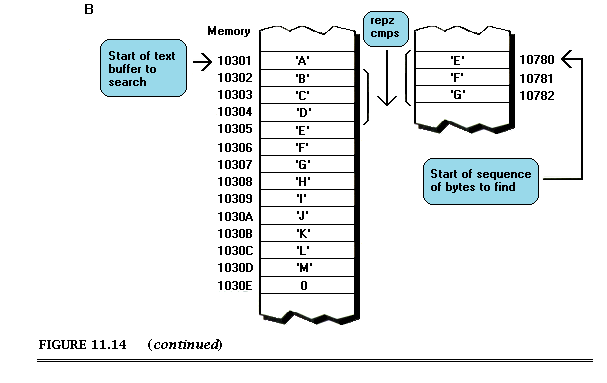 B
Memory
repz
cmps
Start of text
buffer to
search
10301 'A'
10302 'B'
10303 'C'
10304 'D'
10305 'E'
10306 'F'
10307 'G'
10308 'H'
10309 'I'
1030A 'J'
1030B 'K'
1030C 'L'
1030D 'M'
1030E 0
'E' 10780
'F' 10781
'G' 10782
Start of sequence
of bytes to find
FIGURE 11.14 (continued)